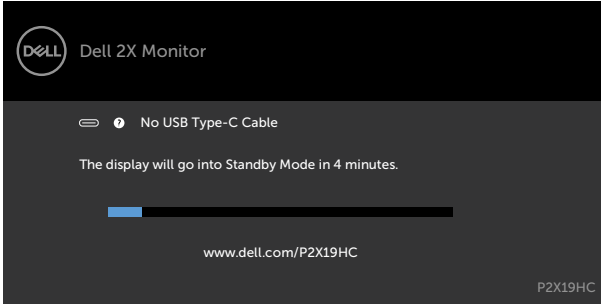 DELL
Dell 2X Monitor
? No USB Type-C Cable
The display will go into Standby Mode in 4 minutes.
www.dell.com/P2X19HC
P2X19HC